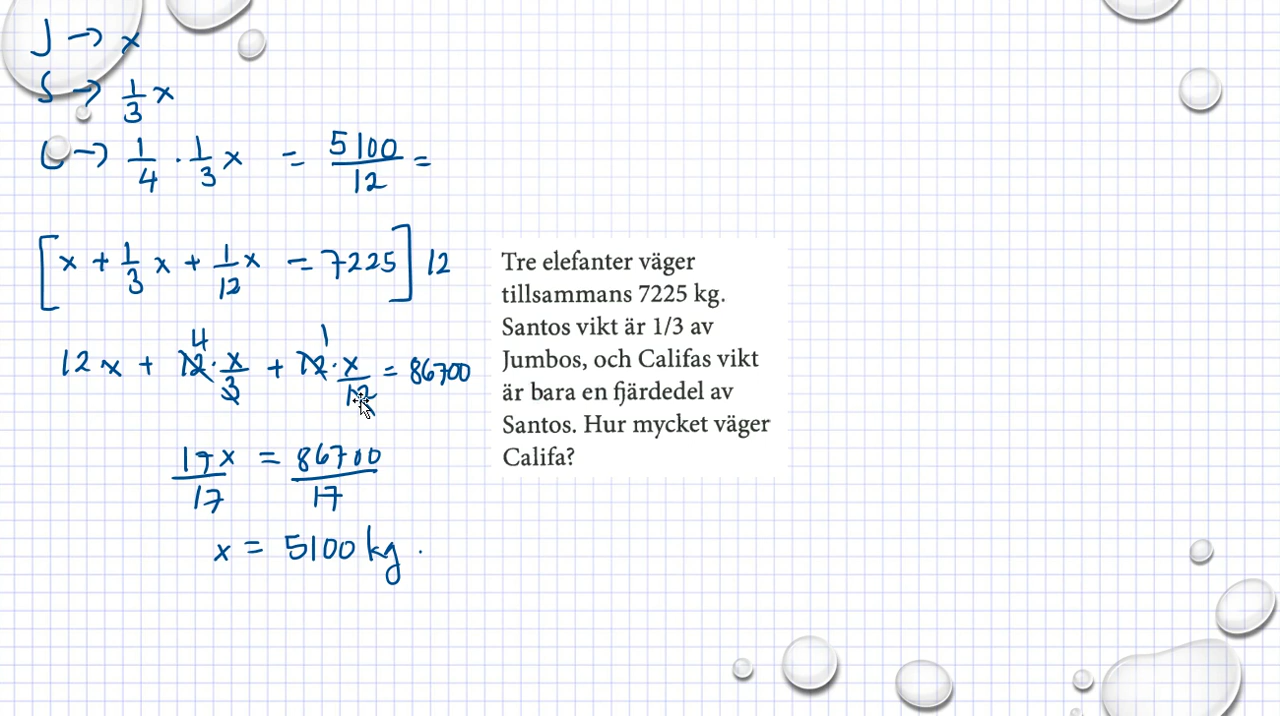 J → x
S → 1/3 x
C → 1/4 · 1/3 x = 5100/12 =
[x + 1/3 x + 1/12 x = 7225] 12
12x + 12 · x/3 + 12 · x/12 = 86700
4 1
17x/17 = 86700/17
x = 5100 kg.
Tre elefanter väger
tillsammans 7225 kg.
Santos vikt är 1/3 av
Jumbos, och Califas vikt
är bara en fjärdedel av
Santos. Hur mycket väger
Califa?